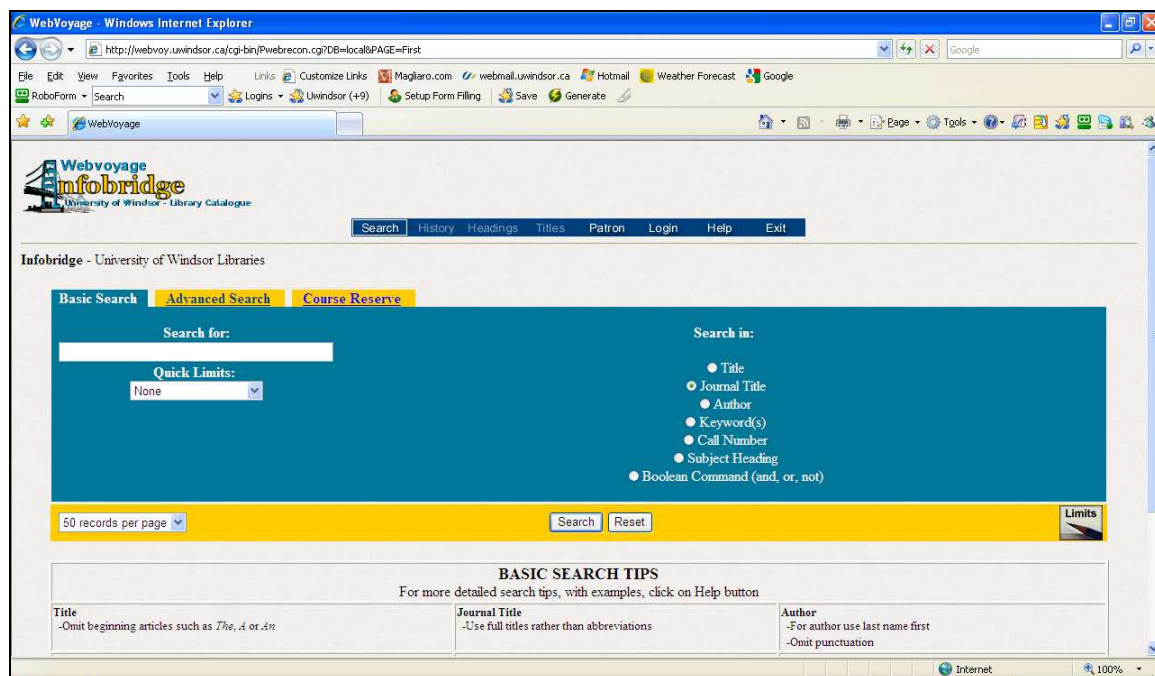 WebVoyage - Windows Internet Explorer
http://webvoy.uwindsor.ca/cgi-bin/Pwebrecon.cgi?DB=local&PAGE=First
Google
File Edit View Favorites Tools Help Links Customize Links Magliaro.com webmail.uwindsor.ca Hotmail Weather Forecast Google
RoboForm Search Logins Uwindsor (+9) Setup Form Filling Save Generate
WebVoyage Page Tools
Webvoyage
Infobridge
University of Windsor - Library Catalogue
Search History Headings Titles Patron Login Help Exit
Infobridge - University of Windsor Libraries
Basic Search Advanced Search Course Reserve
Search for: Search in:
Quick Limits:
None
Title
Journal Title
Author
Keyword(s)
Call Number
Subject Heading
Boolean Command (and, or, not)
50 records per page Search Reset Limits
BASIC SEARCH TIPS
For more detailed search tips, with examples, click on Help button
Title Journal Title Author
-Omit beginning articles such as The, A or An -Use full titles rather than abbreviations -For author use last name first
-Omit punctuation
Internet 100%